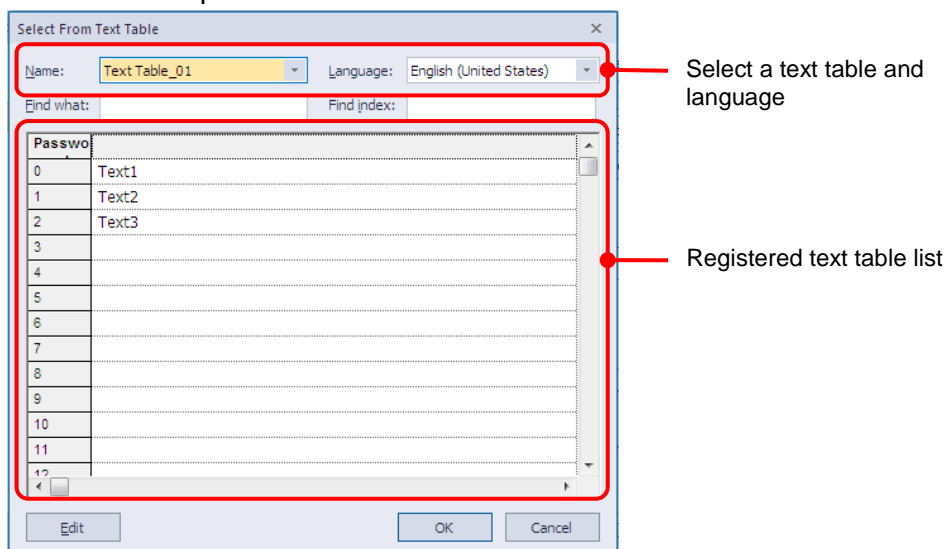 Select From Text Table
Name: Text Table_01 Language: English (United States)
Select a text table and
language
Find what: Find index:
Passwo
0 Text1
1 Text2
2 Text3
3
Registered text table list
4
5
6
7
8
9
10
11
12
Edit OK Cancel